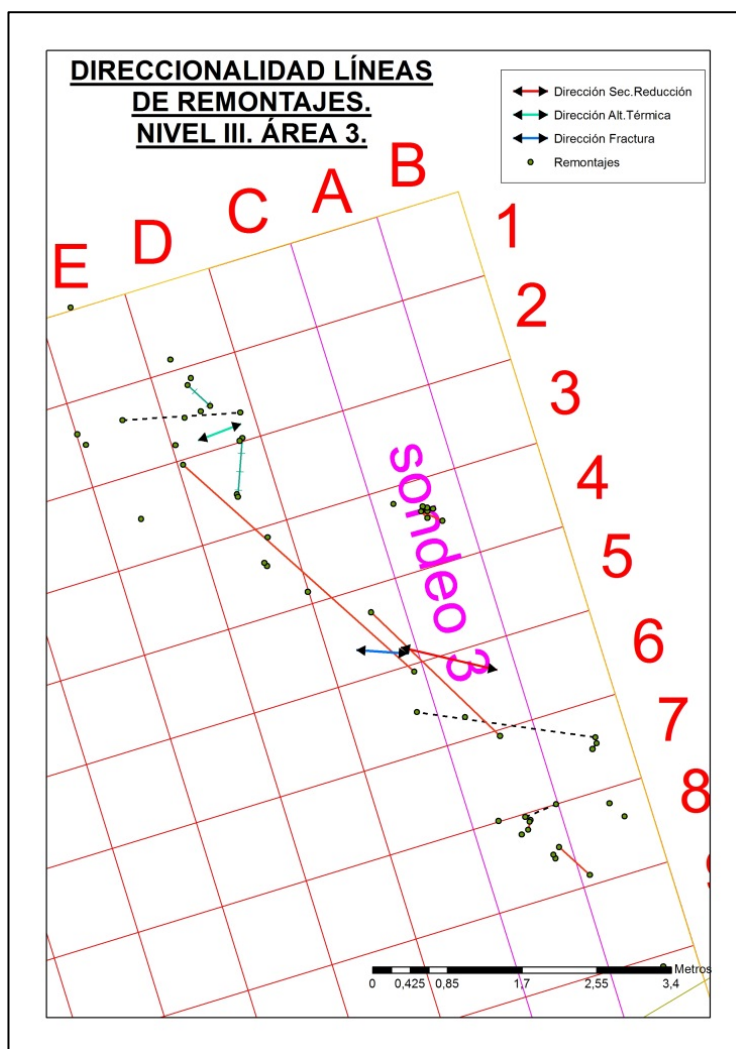 DIRECCIONALIDAD LÍNEAS
DE REMONTAJES.
NIVEL III. ÁREA 3.
Dirección Sec.Reducción
Dirección Alt.Térmica
Dirección Fractura
Remontajes
E D C A B
1
2
3
4
5
6
7
8
9
sondeo 3
Metros
0 0,425 0,85 1,7 2,55 3,4